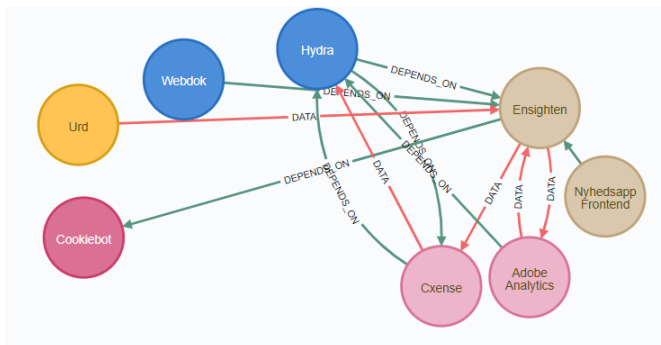 Hydra
Webdok
DEPENDS_ON
DEPENDS_ON
Ensighten
Urd
DATA
DEPENDS_ON
DATA
DEPENDS_ON
DEPENDS_ON
DEPENDS_ON
DATA
DATA
DATA
Nyhedsapp
Frontend
Cookiebot
Cxense
Adobe
Analytics